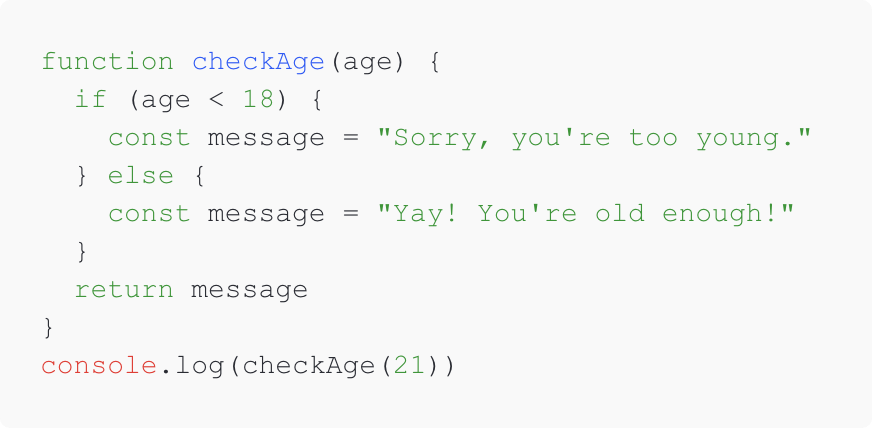 function checkAge(age) {
  if (age < 18) {
    const message = "Sorry, you're too young."
  } else {
    const message = "Yay! You're old enough!"
  }
  return message
}
console.log(checkAge(21))